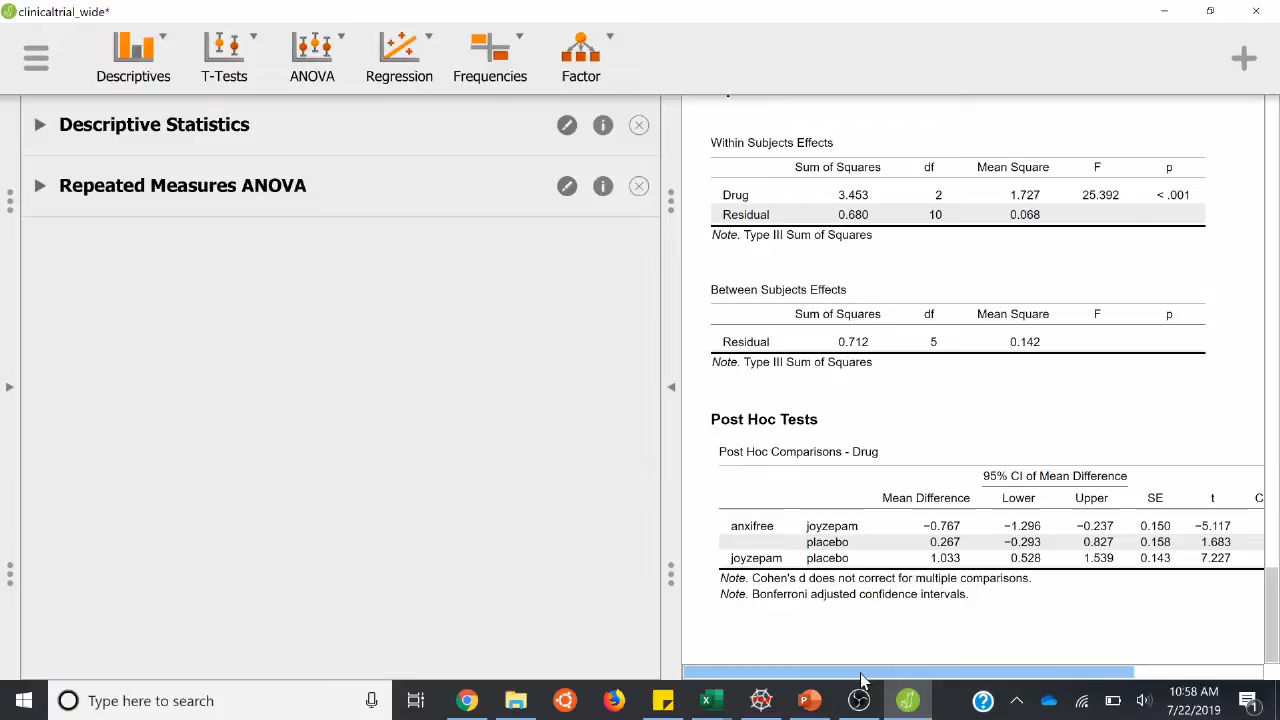 clinicaltrial_wide*
Descriptives T-Tests ANOVA Regression Frequencies Factor
Descriptive Statistics
Repeated Measures ANOVA
Within Subjects Effects
Sum of Squares df Mean Square F p
Drug 3.453 2 1.727 25.392 < .001
Residual 0.680 10 0.068
Note. Type III Sum of Squares
Between Subjects Effects
Sum of Squares df Mean Square F p
Residual 0.712 5 0.142
Note. Type III Sum of Squares
Post Hoc Tests
Post Hoc Comparisons - Drug
95% CI of Mean Difference
Mean Difference Lower Upper SE t C
anxifree joyzepam −0.767 −1.296 −0.237 0.150 −5.117
placebo 0.267 −0.293 0.827 0.158 1.683
joyzepam placebo 1.033 0.528 1.539 0.143 7.227
Note. Cohen's d does not correct for multiple comparisons.
Note. Bonferroni adjusted confidence intervals.
Type here to search
10:58 AM
7/22/2019
1